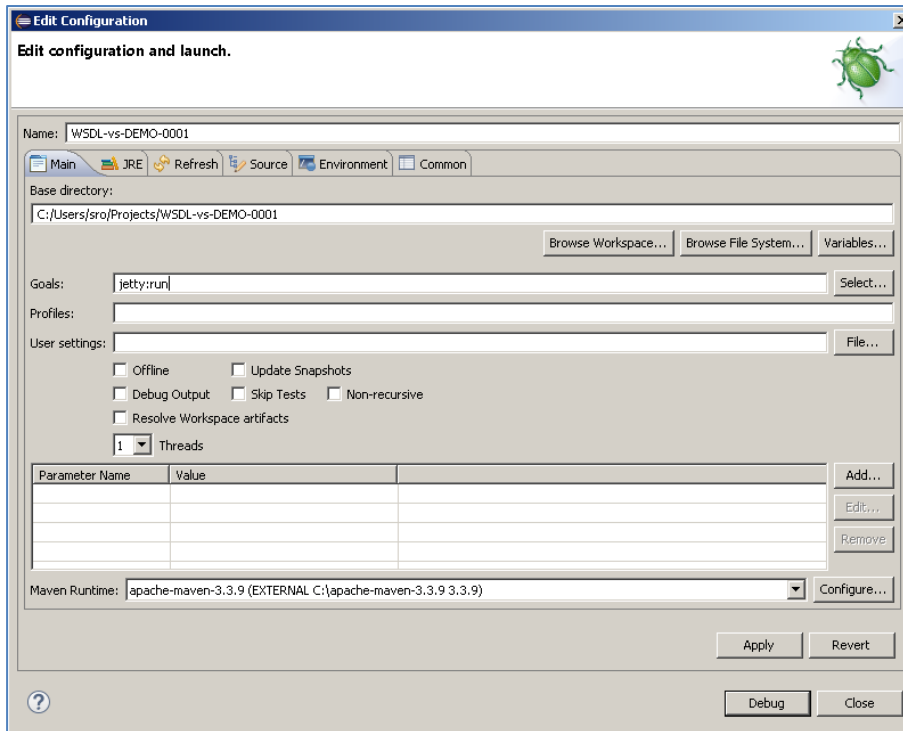 Edit Configuration
Edit configuration and launch.
Name: WSDL-vs-DEMO-0001
Main JRE Refresh Source Environment Common
Base directory:
C:/Users/sro/Projects/WSDL-vs-DEMO-0001
Browse Workspace... Browse File System... Variables...
Goals: jetty:run Select...
Profiles:
User settings: File...
Offline Update Snapshots
Debug Output Skip Tests Non-recursive
Resolve Workspace artifacts
1 Threads
Parameter Name Value Add...
Edit...
Remove
Maven Runtime: apache-maven-3.3.9 (EXTERNAL C:\apache-maven-3.3.9 3.3.9) Configure...
Apply Revert
? Debug Close